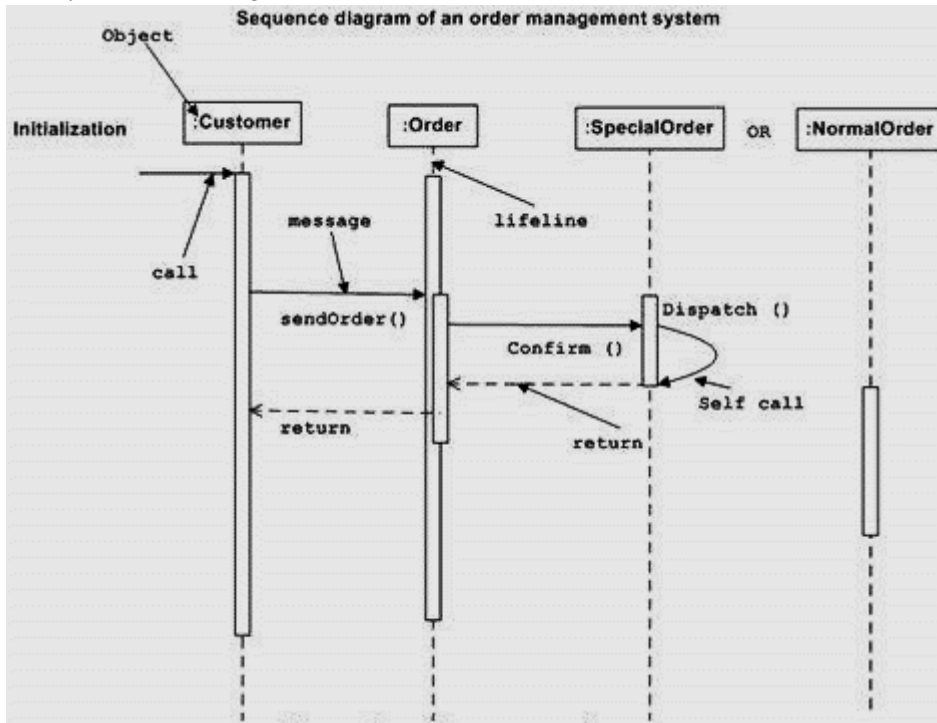 Sequence diagram of an order management system
Object
Initialization
:Customer
:Order
:SpecialOrder
OR
:NormalOrder
lifeline
message
call
sendOrder()
Dispatch ()
Confirm ()
Self call
return
return